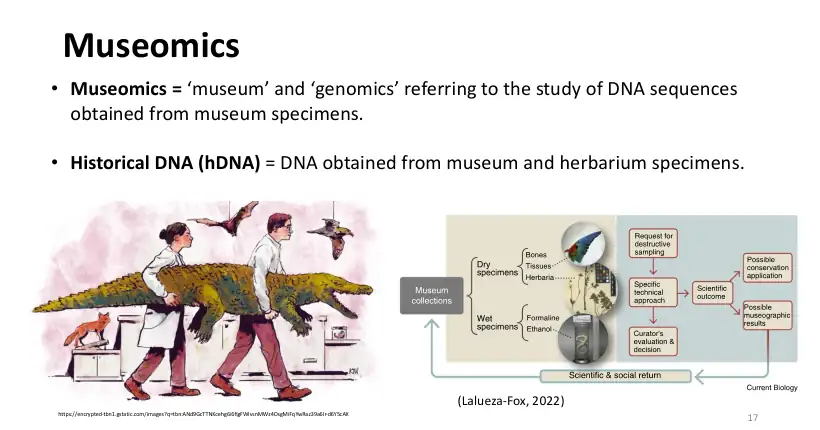 Museomics
• Museomics = ‘museum’ and ‘genomics’ referring to the study of DNA sequences
obtained from museum specimens.
• Historical DNA (hDNA) = DNA obtained from museum and herbarium specimens.
Museum
collections
Dry
specimens
Bones
Tissues
Herbaria
Wet
specimens
Formaline
Ethanol
Request for
destructive
sampling
Specific
technical
approach
Curator's
evaluation &
decision
Scientific
outcome
Possible
conservation
application
Possible
museographic
results
Scientific & social return
Current Biology
(Lalueza-Fox, 2022)
17